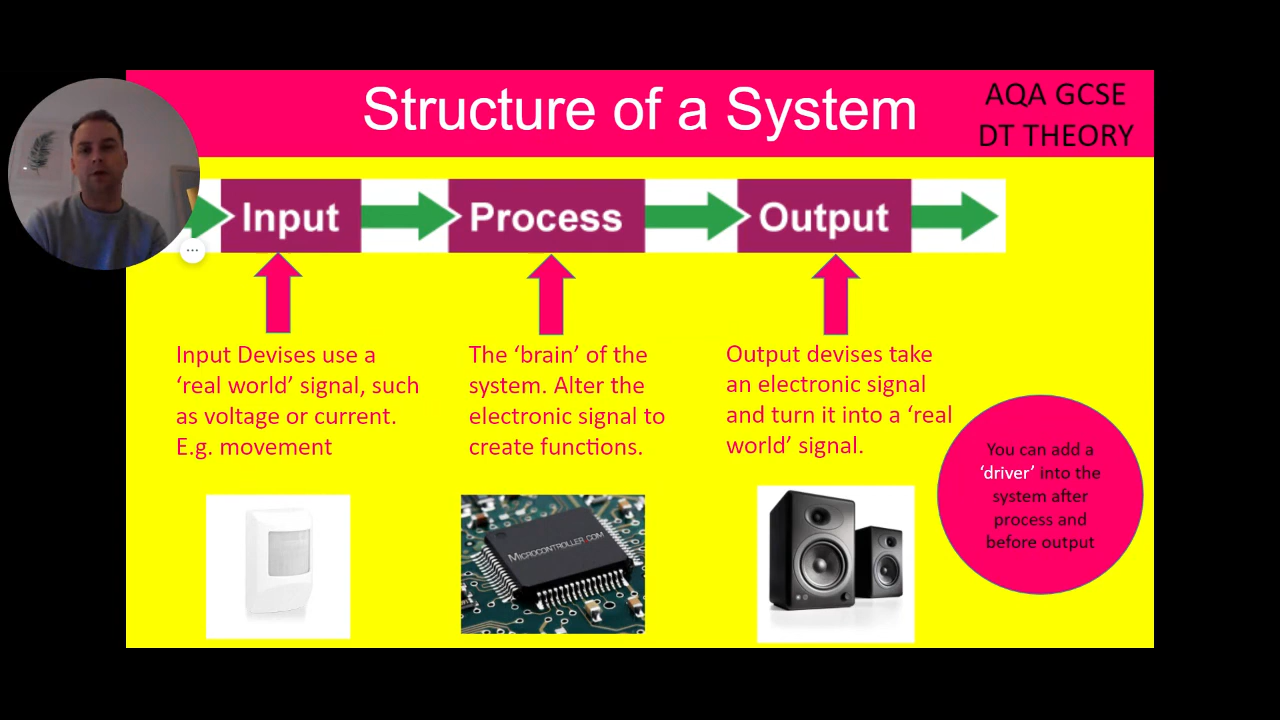 Structure of a System
AQA GCSE
DT THEORY
Input
Process
Output
Input Devises use a
‘real world’ signal, such
as voltage or current.
E.g. movement
The ‘brain’ of the
system. Alter the
electronic signal to
create functions.
Output devises take
an electronic signal
and turn it into a ‘real
world’ signal.
You can add a
‘driver’ into the
system after
process and
before output
MICROCONTROLLER.COM